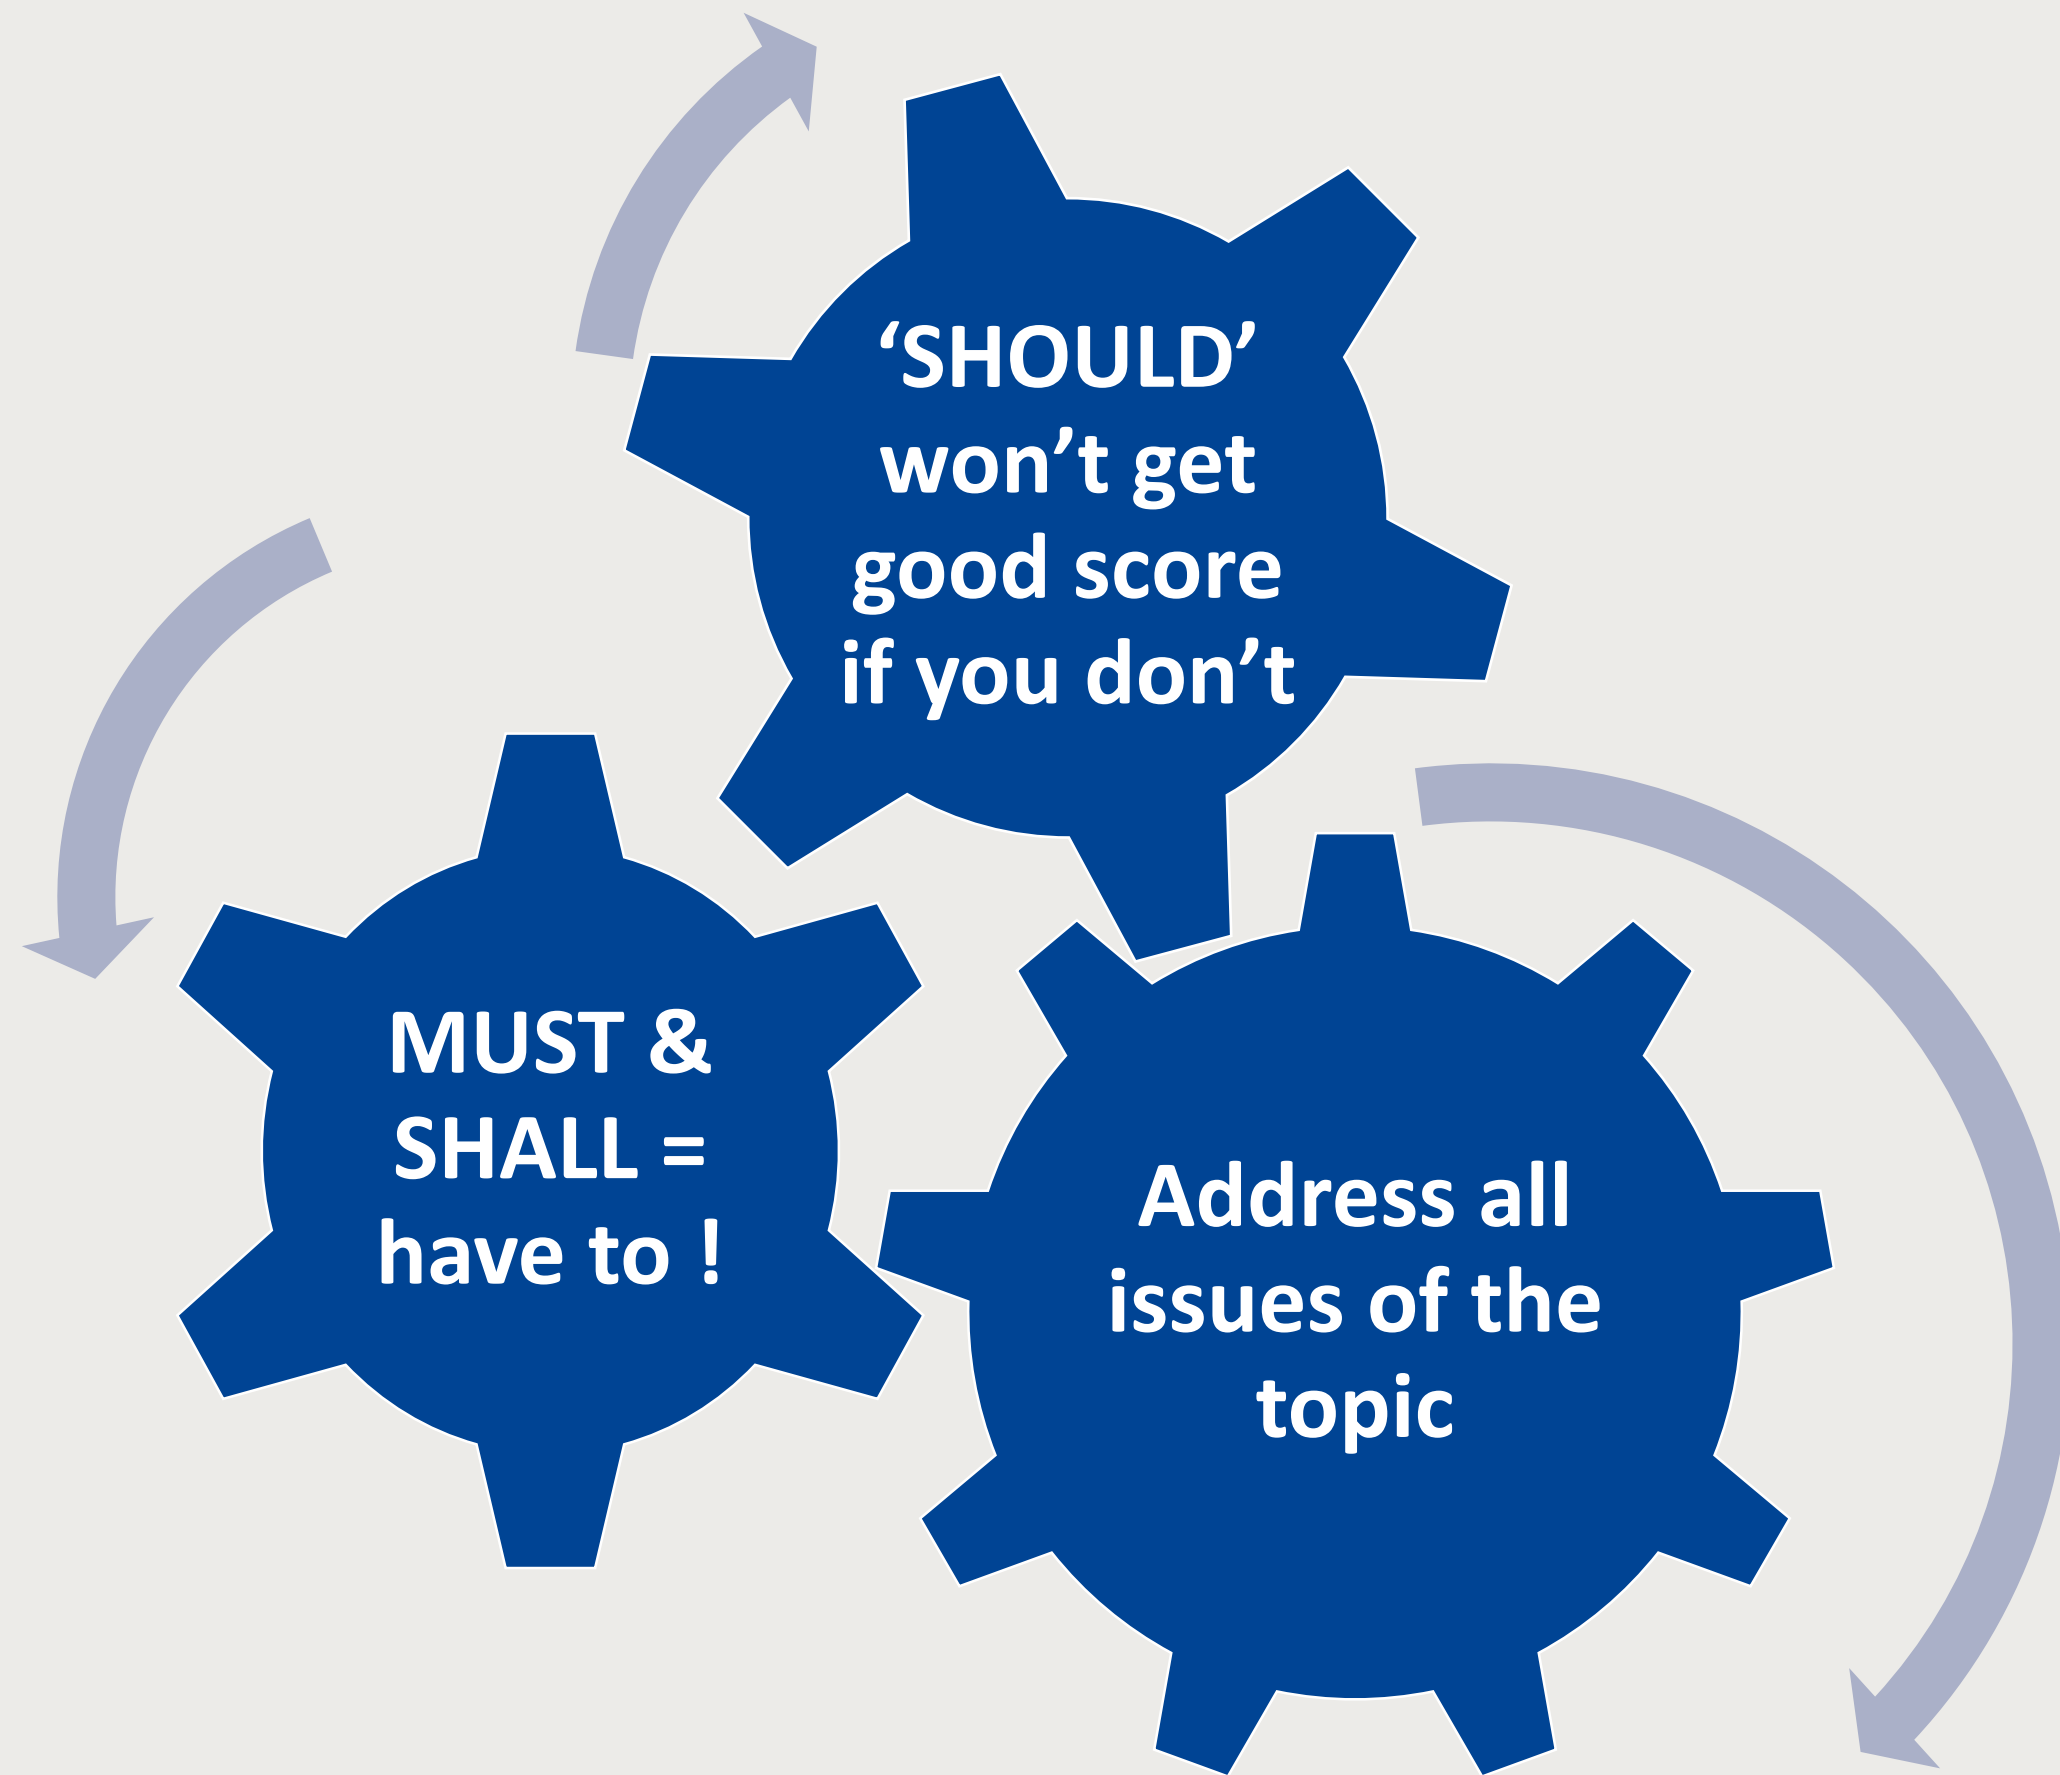 ‘SHOULD’
won’t get
good score
if you don’t
MUST &
SHALL =
have to !
Address all
issues of the
topic